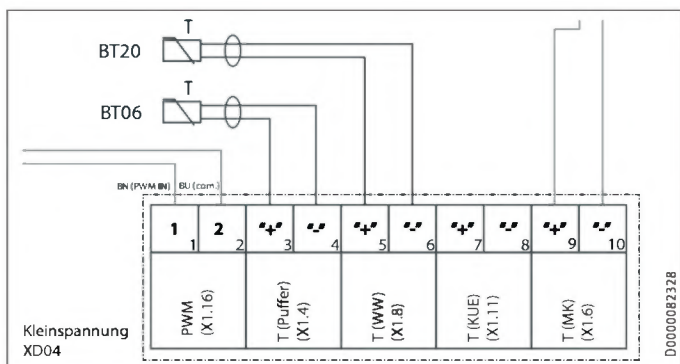 T
BT20
T
BT06
BN (PWM IN) BU (com.)
1 2 "+" "-" "+" "-" "+" "-" "+" "-"
1 2 3 4 5 6 7 8 9 10
PWM (X1.16)
T (Puffer) (X1.4)
T (WW) (X1.8)
T (KUE) (X1.11)
T (MK) (X1.6)
Kleinspannung
XD04
D0000082328